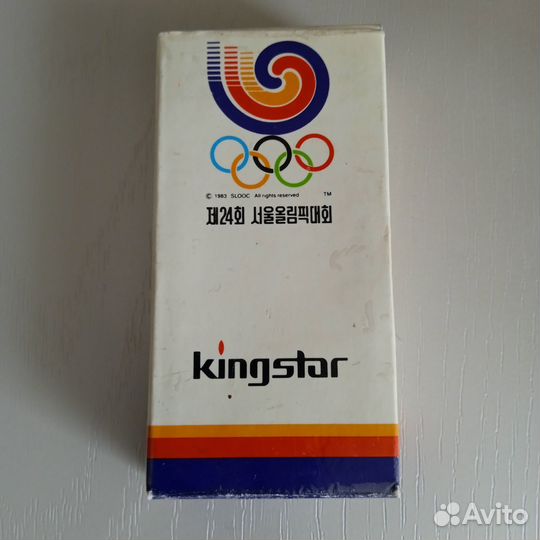 © 1983 SLOOC All rights reserved TM
제24회 서울올림픽대회
kingstar
Avito